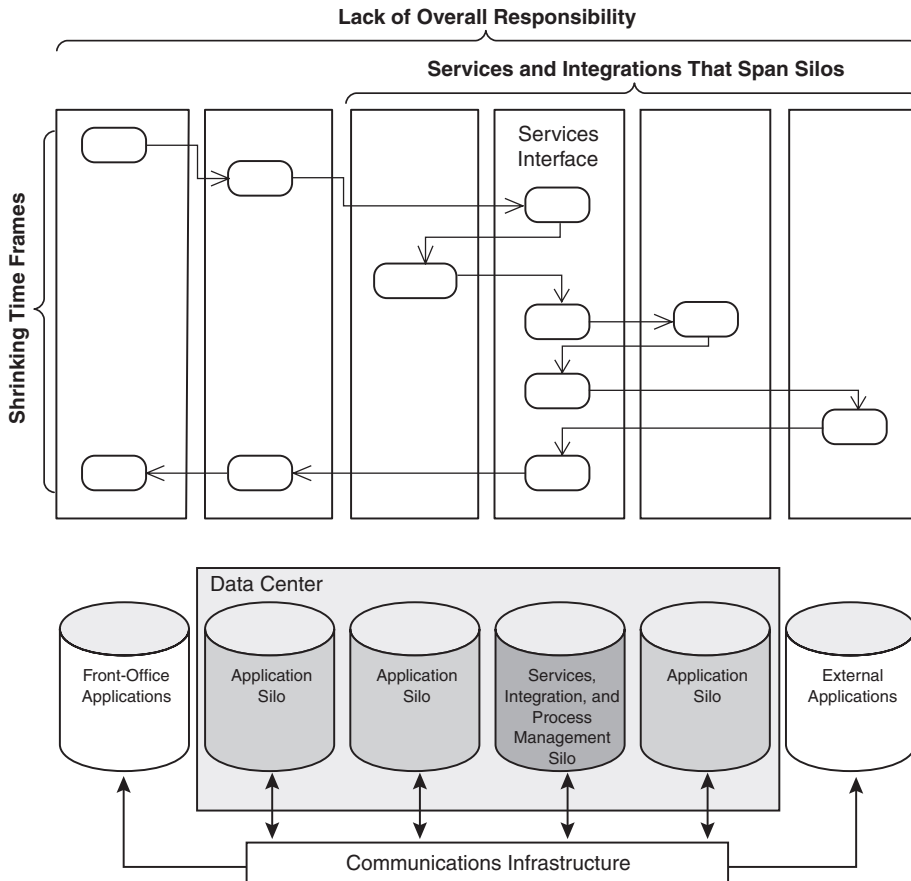 Lack of Overall Responsibility
Services and Integrations That Span Silos
Shrinking Time Frames
Services
Interface
Data Center
Front-Office
Applications
Application
Silo
Application
Silo
Services,
Integration, and
Process
Management
Silo
Application
Silo
External
Applications
Communications Infrastructure